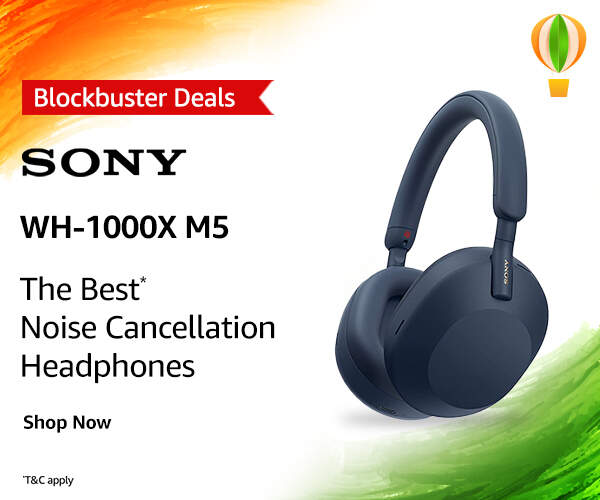 Blockbuster Deals
SONY
WH-1000X M5
The Best*
Noise Cancellation
Headphones
SONY
Shop Now
*T&C apply